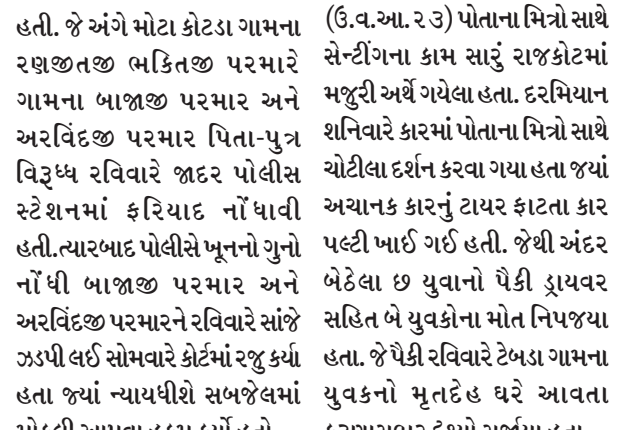 હતી. જે અંગે મોટા કોટડા ગામના
રણજીતજી ભકિતજી પરમારે
ગામના બાજાજી પરમાર અને
અરવિંદજી પરમાર પિતા-પુત્ર
વિરૂધ્ધ રવિવારે જાદર પોલીસ
સ્ટેશનમાં ફરિયાદ નોંધાવી
હતી.ત્યારબાદ પોલીસે ખૂનનો ગુનો
નોંધી બાજાજી પરમાર અને
અરવિંદજી પરમારને રવિવારે સાંજે
ઝડપી લઈ સોમવારે કોર્ટમાં રજુ કર્યા
હતા જ્યાં ન્યાયધીશે સબજેલમાં
(ઉ.વ.આ.૨૩) પોતાના મિત્રો સાથે
સેન્ટીંગના કામ સારું રાજકોટમાં
મજુરી અર્થે ગયેલા હતા. દરમિયાન
શનિવારે કારમાં પોતાના મિત્રો સાથે
ચોટીલા દર્શન કરવા ગયા હતા જયાં
અચાનક કારનું ટાયર ફાટતા કાર
પલ્ટી ખાઈ ગઈ હતી. જેથી અંદર
બેઠેલા છ યુવાનો પૈકી ડ્રાયવર
સહિત બે યુવકોના મોત નિપજયા
હતા. જે પૈકી રવિવારે ટેબડા ગામના
યુવકનો મૃતદેહ ઘરે આવતા